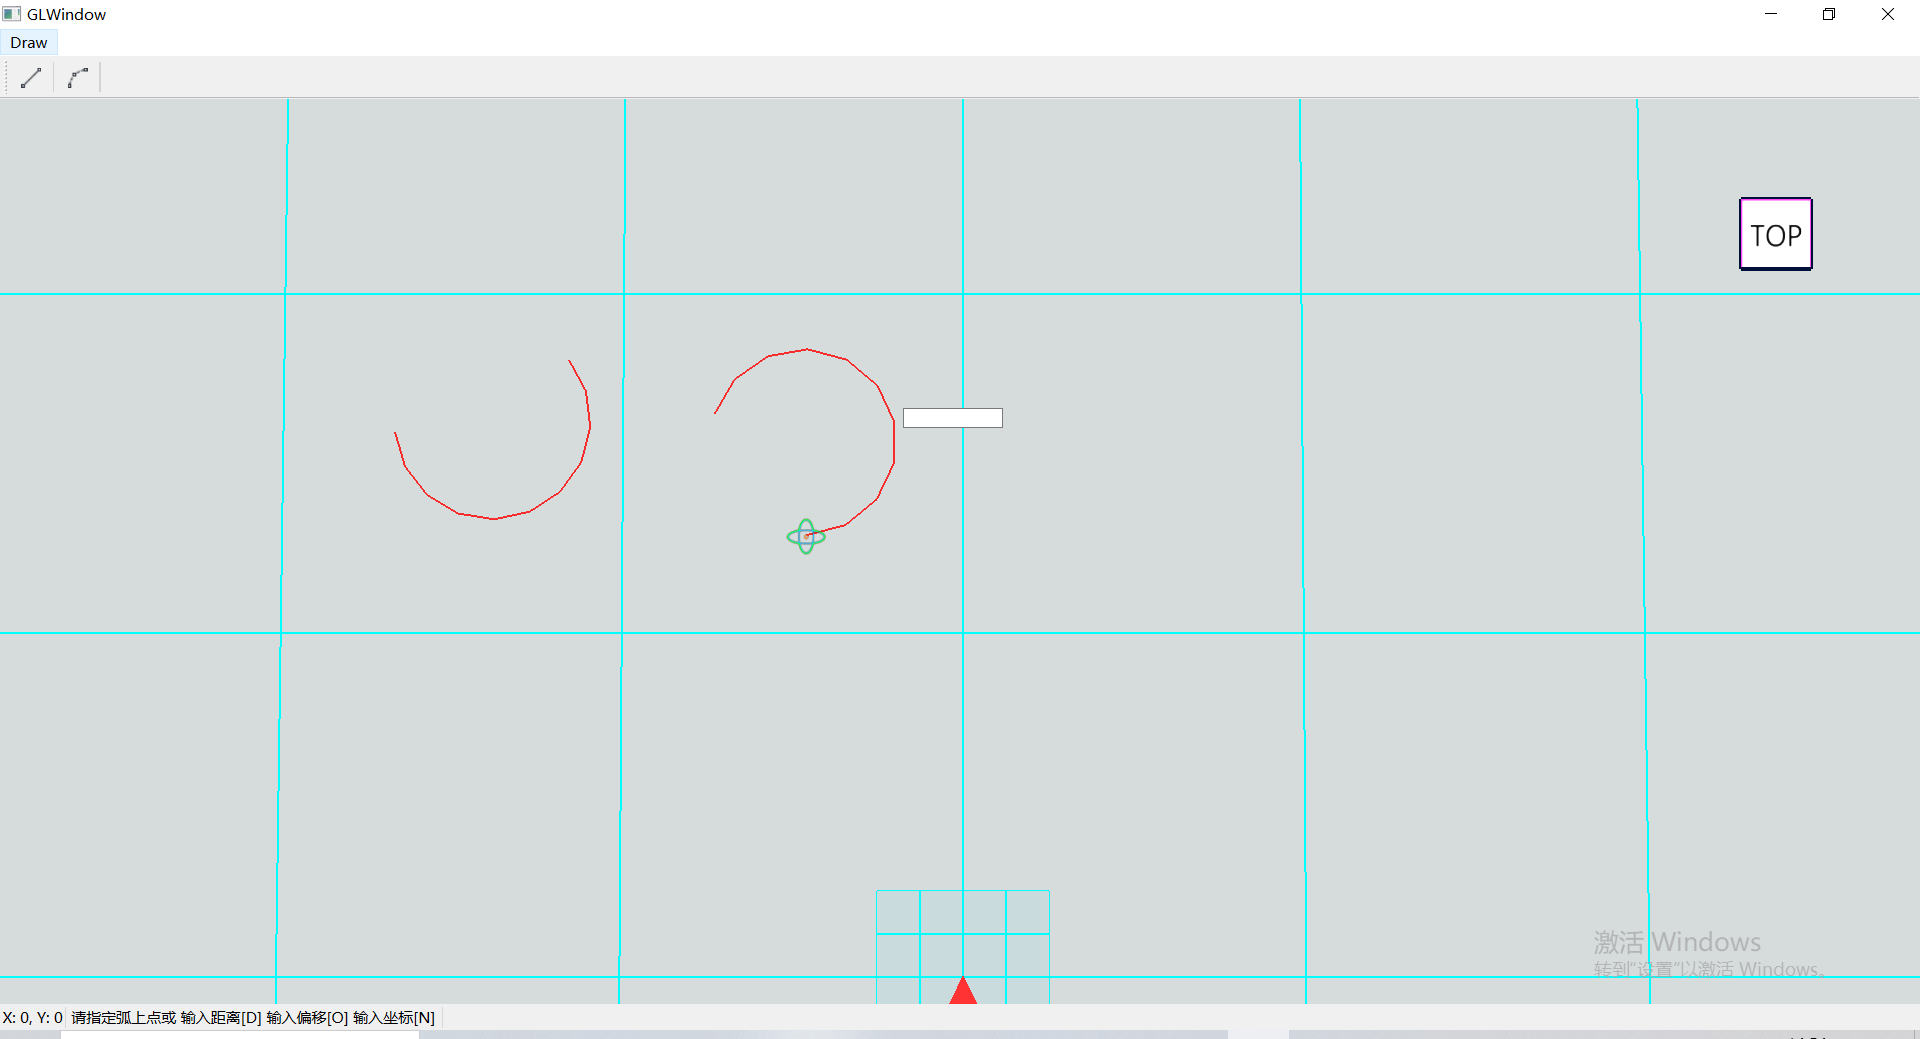 GLWindow
Draw
TOP
激活 Windows
转到"设置"以激活 Windows。
X: 0, Y: 0 请指定弧上点或 输入距离[D] 输入偏移[O] 输入坐标[N]